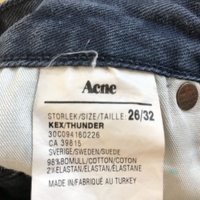 Acne
STORLEK/SIZE/TAILLE: 26/32
KEX/THUNDER
30C094160226
CA 39815
SVERIGE/SWEDEN/SUEDE
98%BOMULL/COTTON/COTON
2%ELASTAN/ELASTANE/ÉLASTANE
MADE IN/FABRIQUÉ AU TURKEY